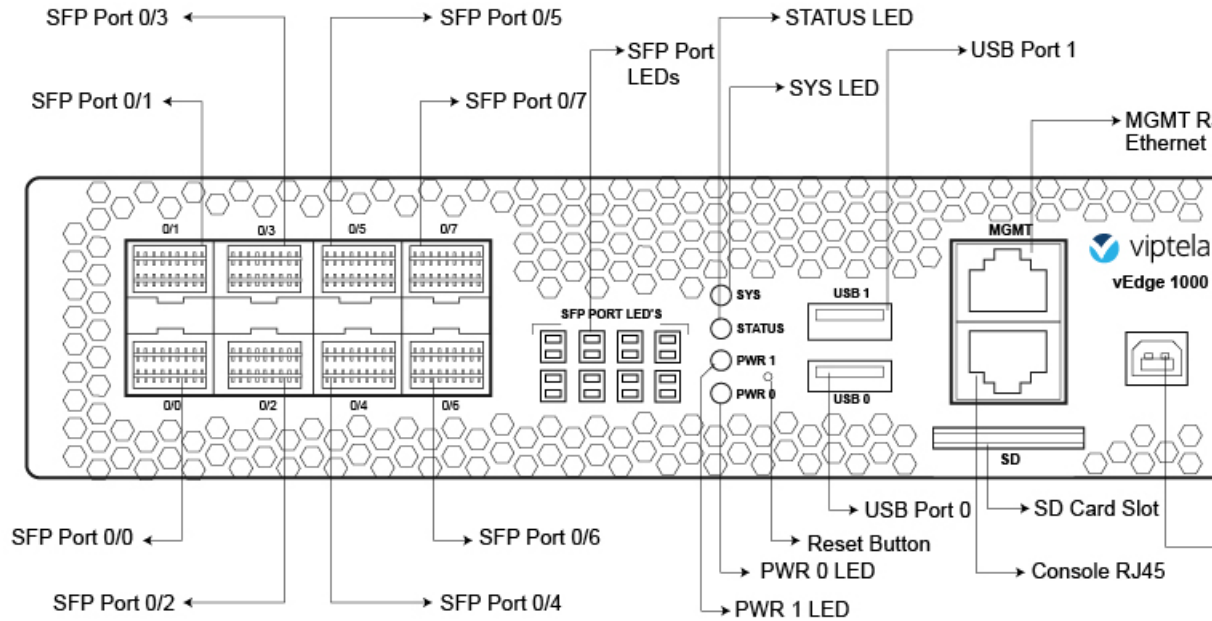 SFP Port 0/3
SFP Port 0/5
STATUS LED
SFP Port
LEDs
USB Port 1
SYS LED
SFP Port 0/1
SFP Port 0/7
MGMT R
Ethernet
0/1
0/3
0/5
0/7
MGMT
viptela
vEdge 1000
SYS
USB 1
SFP PORT LED'S
STATUS
PWR 1
PWR 0
USB 0
0/0
0/2
0/4
0/6
SD
USB Port 0
SD Card Slot
SFP Port 0/0
SFP Port 0/6
Reset Button
PWR 0 LED
Console RJ45
SFP Port 0/2
SFP Port 0/4
PWR 1 LED